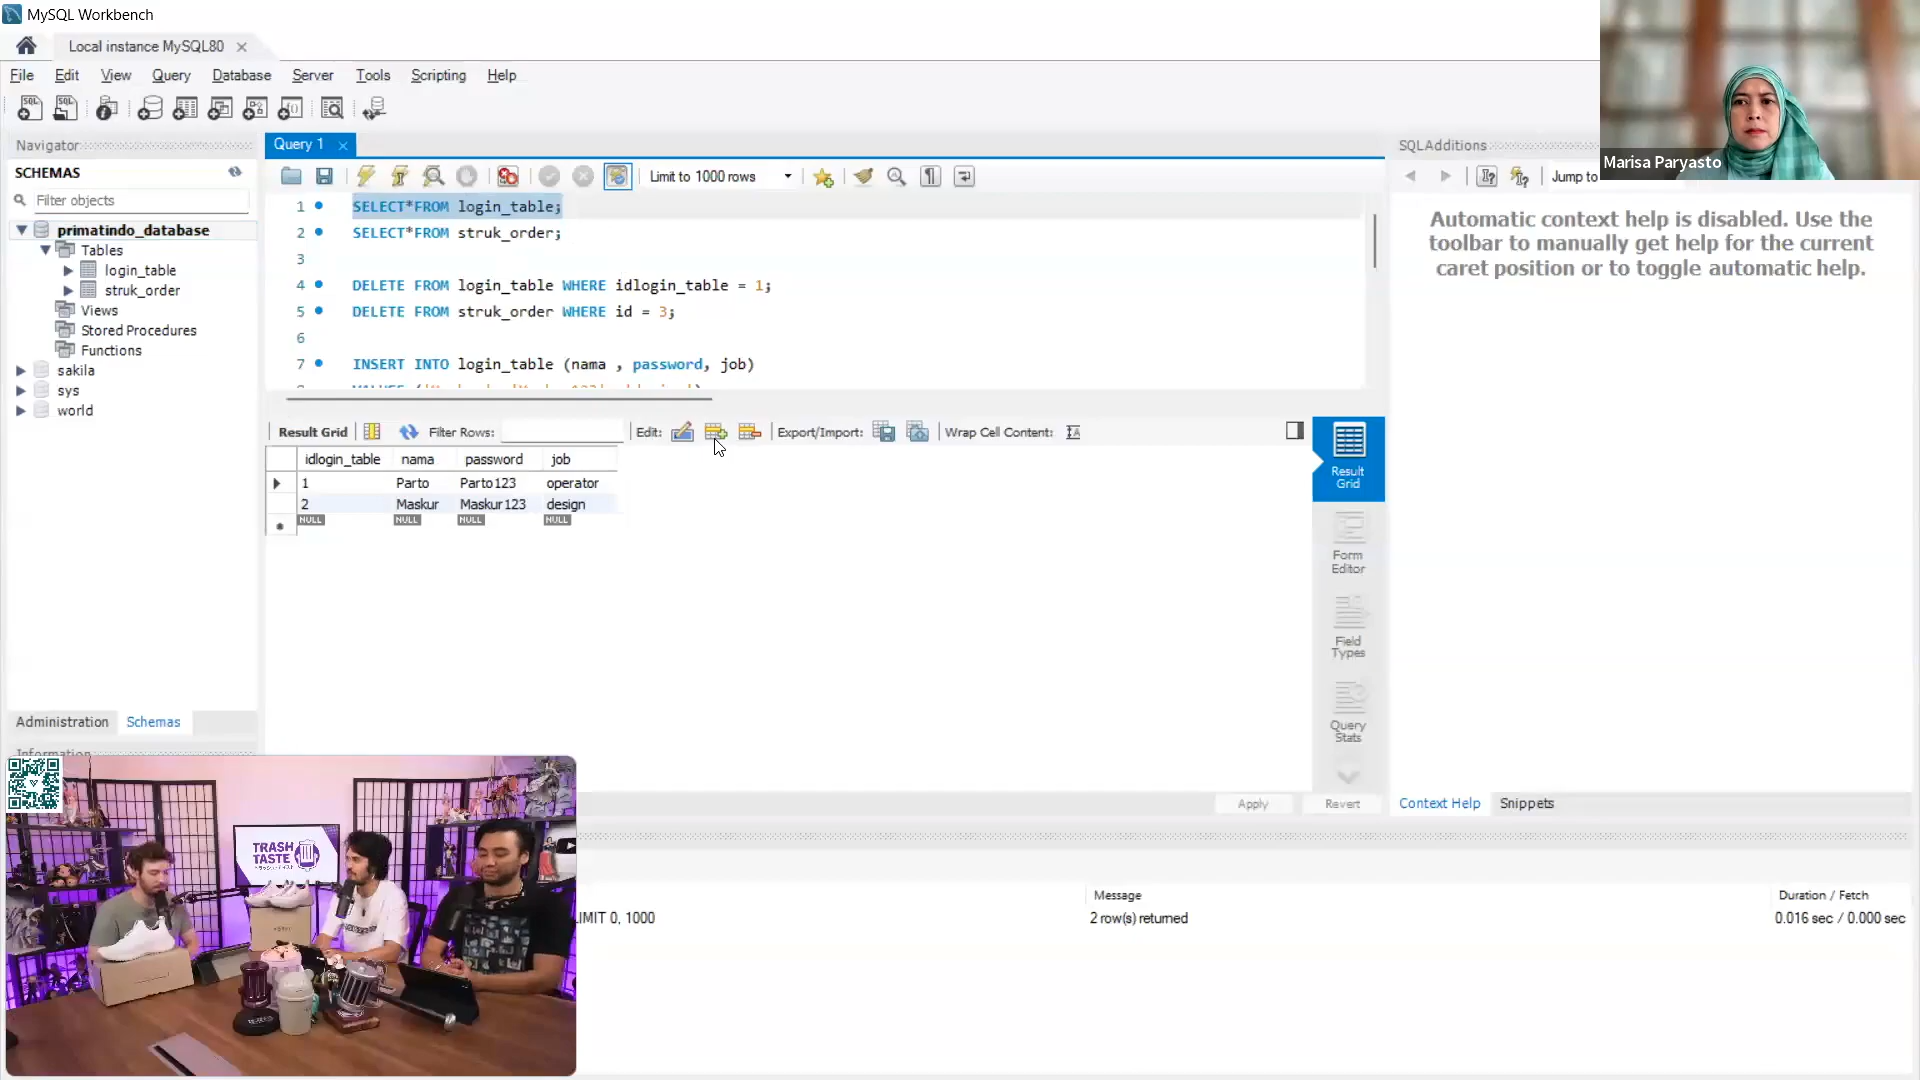 MySQL Workbench
Local instance MySQL80
File Edit View Query Database Server Tools Scripting Help
Marisa Paryasto
Navigator
SCHEMAS
Filter objects
primatindo_database
Tables
login_table
struk_order
Views
Stored Procedures
Functions
sakila
sys
world
Administration Schemas
Information
Query 1
Limit to 1000 rows
1 SELECT*FROM login_table;
2 SELECT*FROM struk_order;
3
4 DELETE FROM login_table WHERE idlogin_table = 1;
5 DELETE FROM struk_order WHERE id = 3;
6
7 INSERT INTO login_table (nama , password, job)
Result Grid Filter Rows: Edit: Export/Import: Wrap Cell Content:
idlogin_table nama password job
1 Parto Parto123 operator
2 Maskur Maskur123 design
NULL NULL NULL NULL
Result Grid
Form Editor
Field Types
Query Stats
Apply Revert
SQLAdditions
Jump to
Automatic context help is disabled. Use the
toolbar to manually get help for the current
caret position or to toggle automatic help.
Context Help Snippets
Message Duration / Fetch
LIMIT 0, 1000 2 row(s) returned 0.016 sec / 0.000 sec
TRASH
TASTE